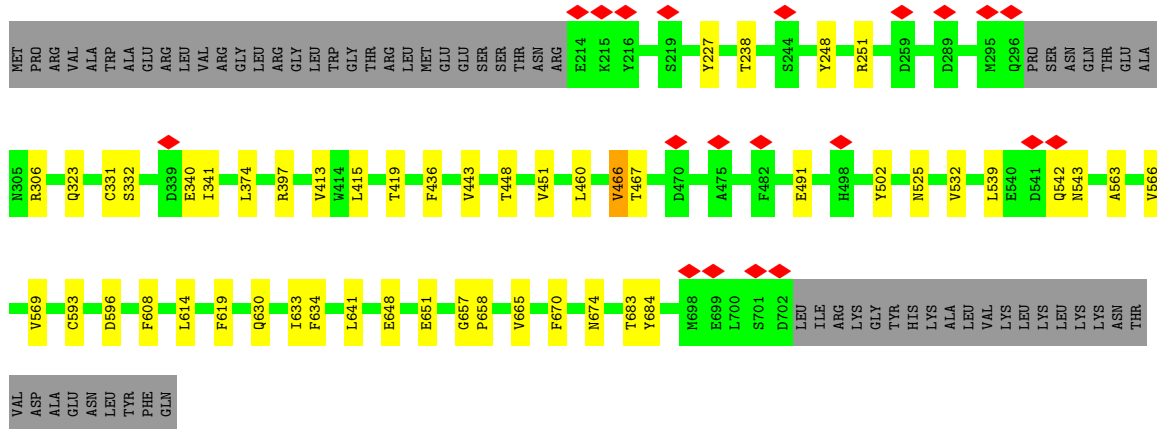 MET PRO ARG VAL ALA TRP ALA GLU ARG LEU VAL ARG GLY LEU ARG GLY LEU TRP GLY THR ARG LEU MET GLU GLU SER SER THR ASN ARG E214 K215 Y216 S219 Y227 T238 S244 Y248 R251 D259 D289 M295 Q296 PRO SER ASN GLN THR GLU ALA
N305 R306 Q323 C331 S332 D339 E340 I341 L374 R397 V413 W414 L415 T419 F436 V443 T448 V451 L460 V466 T467 D470 A475 F482 E491 H498 Y502 N525 V532 L539 E540 D541 Q542 N543 A563 V566
V569 C593 D596 F608 L614 F619 Q630 I633 F634 L641 E648 E651 G657 P658 V665 F670 N674 T683 Y684 M698 E699 L700 S701 D702 LEU ILE ARG LYS GLY TYR HIS LYS ALA LEU VAL LYS LEU LYS LEU LYS LYS ASN THR
VAL ASP ALA GLU ASN LEU TYR PHE GLN